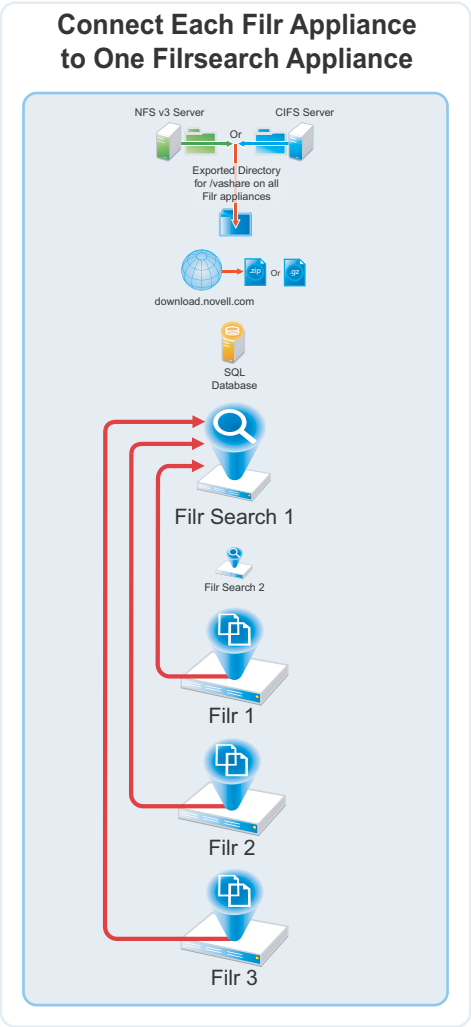 Connect Each Filr Appliance
to One Filrsearch Appliance
NFS v3 Server
CIFS Server
Or
Exported Directory
for /vashare on all
Filr appliances
.zip
Or
.gz
download.novell.com
SQL
Database
Filr Search 1
Filr Search 2
Filr 1
Filr 2
Filr 3